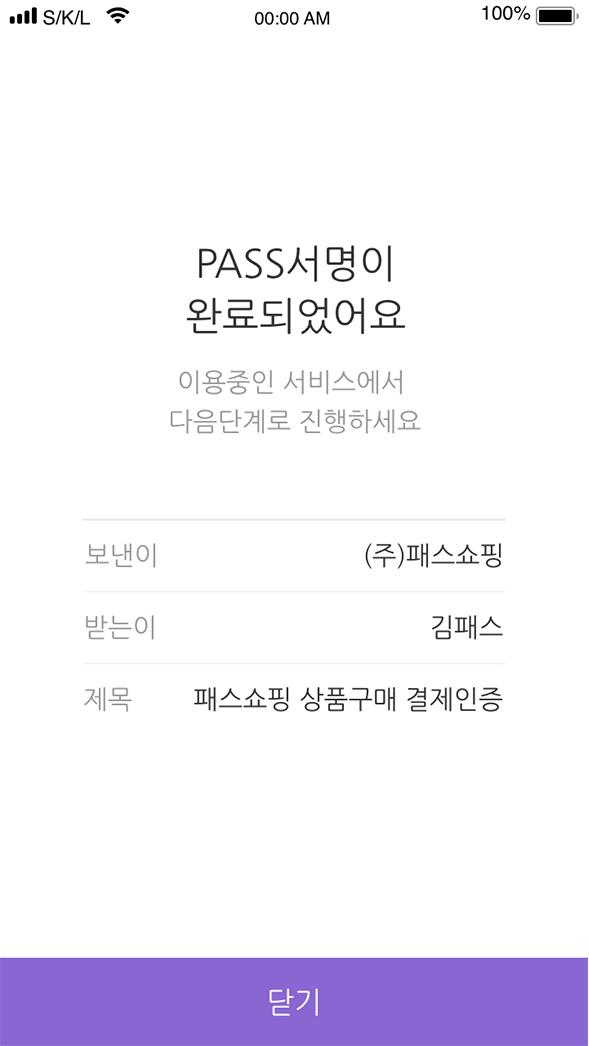 S/K/L 00:00 AM 100%
PASS서명이
완료되었어요
이용중인 서비스에서
다음단계로 진행하세요
보낸이 (주)패스쇼핑
받는이 김패스
제목 패스쇼핑 상품구매 결제인증
닫기